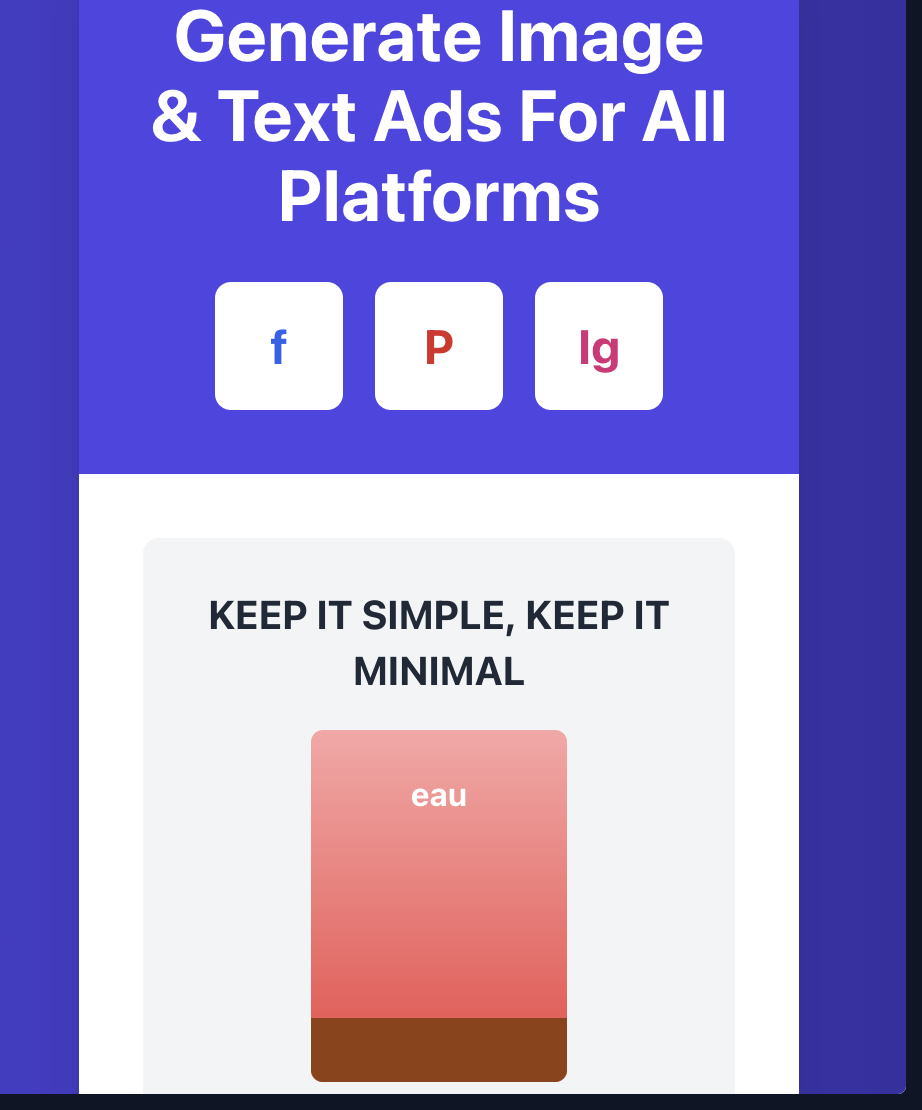 Generate Image
& Text Ads For All
Platforms
f
P
Ig
KEEP IT SIMPLE, KEEP IT
MINIMAL
eau